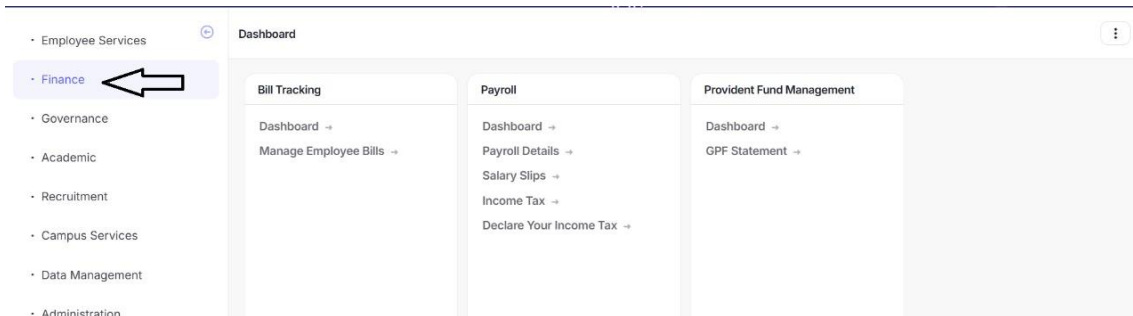 Employee Services
Finance
Governance
Academic
Recruitment
Campus Services
Data Management
Administration
Dashboard
Bill Tracking
Dashboard →
Manage Employee Bills →
Payroll
Dashboard →
Payroll Details →
Salary Slips →
Income Tax →
Declare Your Income Tax →
Provident Fund Management
Dashboard →
GPF Statement →